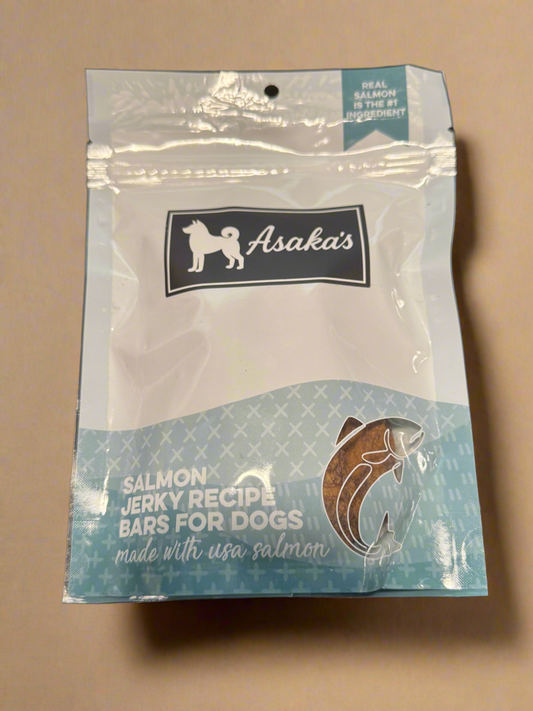 REAL
SALMON
IS THE #1
INGREDIENT
Asaka's
SALMON
JERKY RECIPE
BARS FOR DOGS
made with usa salmon